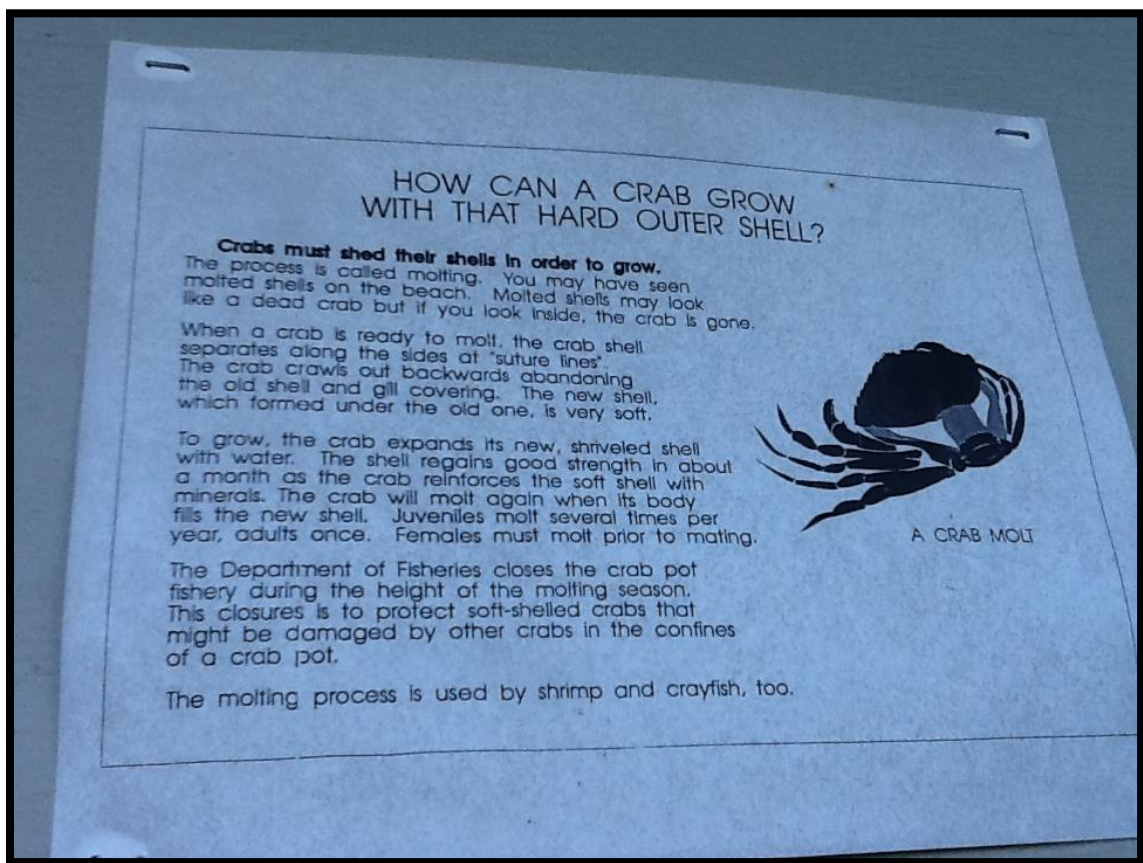 HOW CAN A CRAB GROW
WITH THAT HARD OUTER SHELL?
Crabs must shed their shells in order to grow.
The process is called molting. You may have seen
molted shells on the beach. Molted shells may look
like a dead crab but if you look inside, the crab is gone.
When a crab is ready to molt, the crab shell
separates along the sides at "suture lines".
The crab crawls out backwards abandoning
the old shell and gill covering. The new shell,
which formed under the old one, is very soft.
To grow, the crab expands its new, shriveled shell
with water. The shell regains good strength in about
a month as the crab reinforces the soft shell with
minerals. The crab will molt again when its body
fills the new shell. Juveniles molt several times per
year, adults once. Females must molt prior to mating.
A CRAB MOLT
The Department of Fisheries closes the crab pot
fishery during the height of the molting season.
This closures is to protect soft-shelled crabs that
might be damaged by other crabs in the confines
of a crab pot.
The molting process is used by shrimp and crayfish, too.